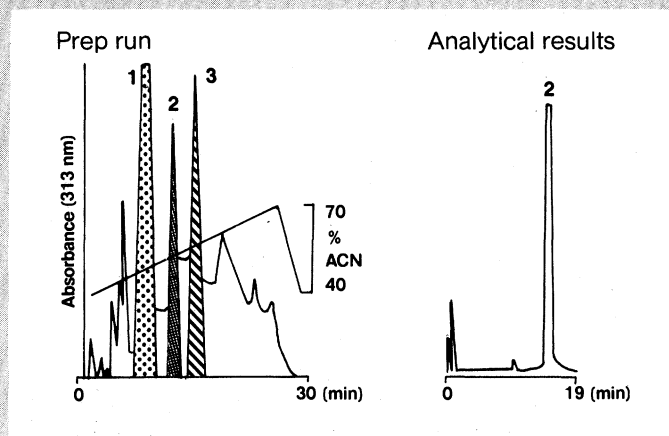 Prep run
1
2
3
Absorbance (313 nm)
70
%
ACN
40
0
30 (min)
Analytical results
2
0
19 (min)